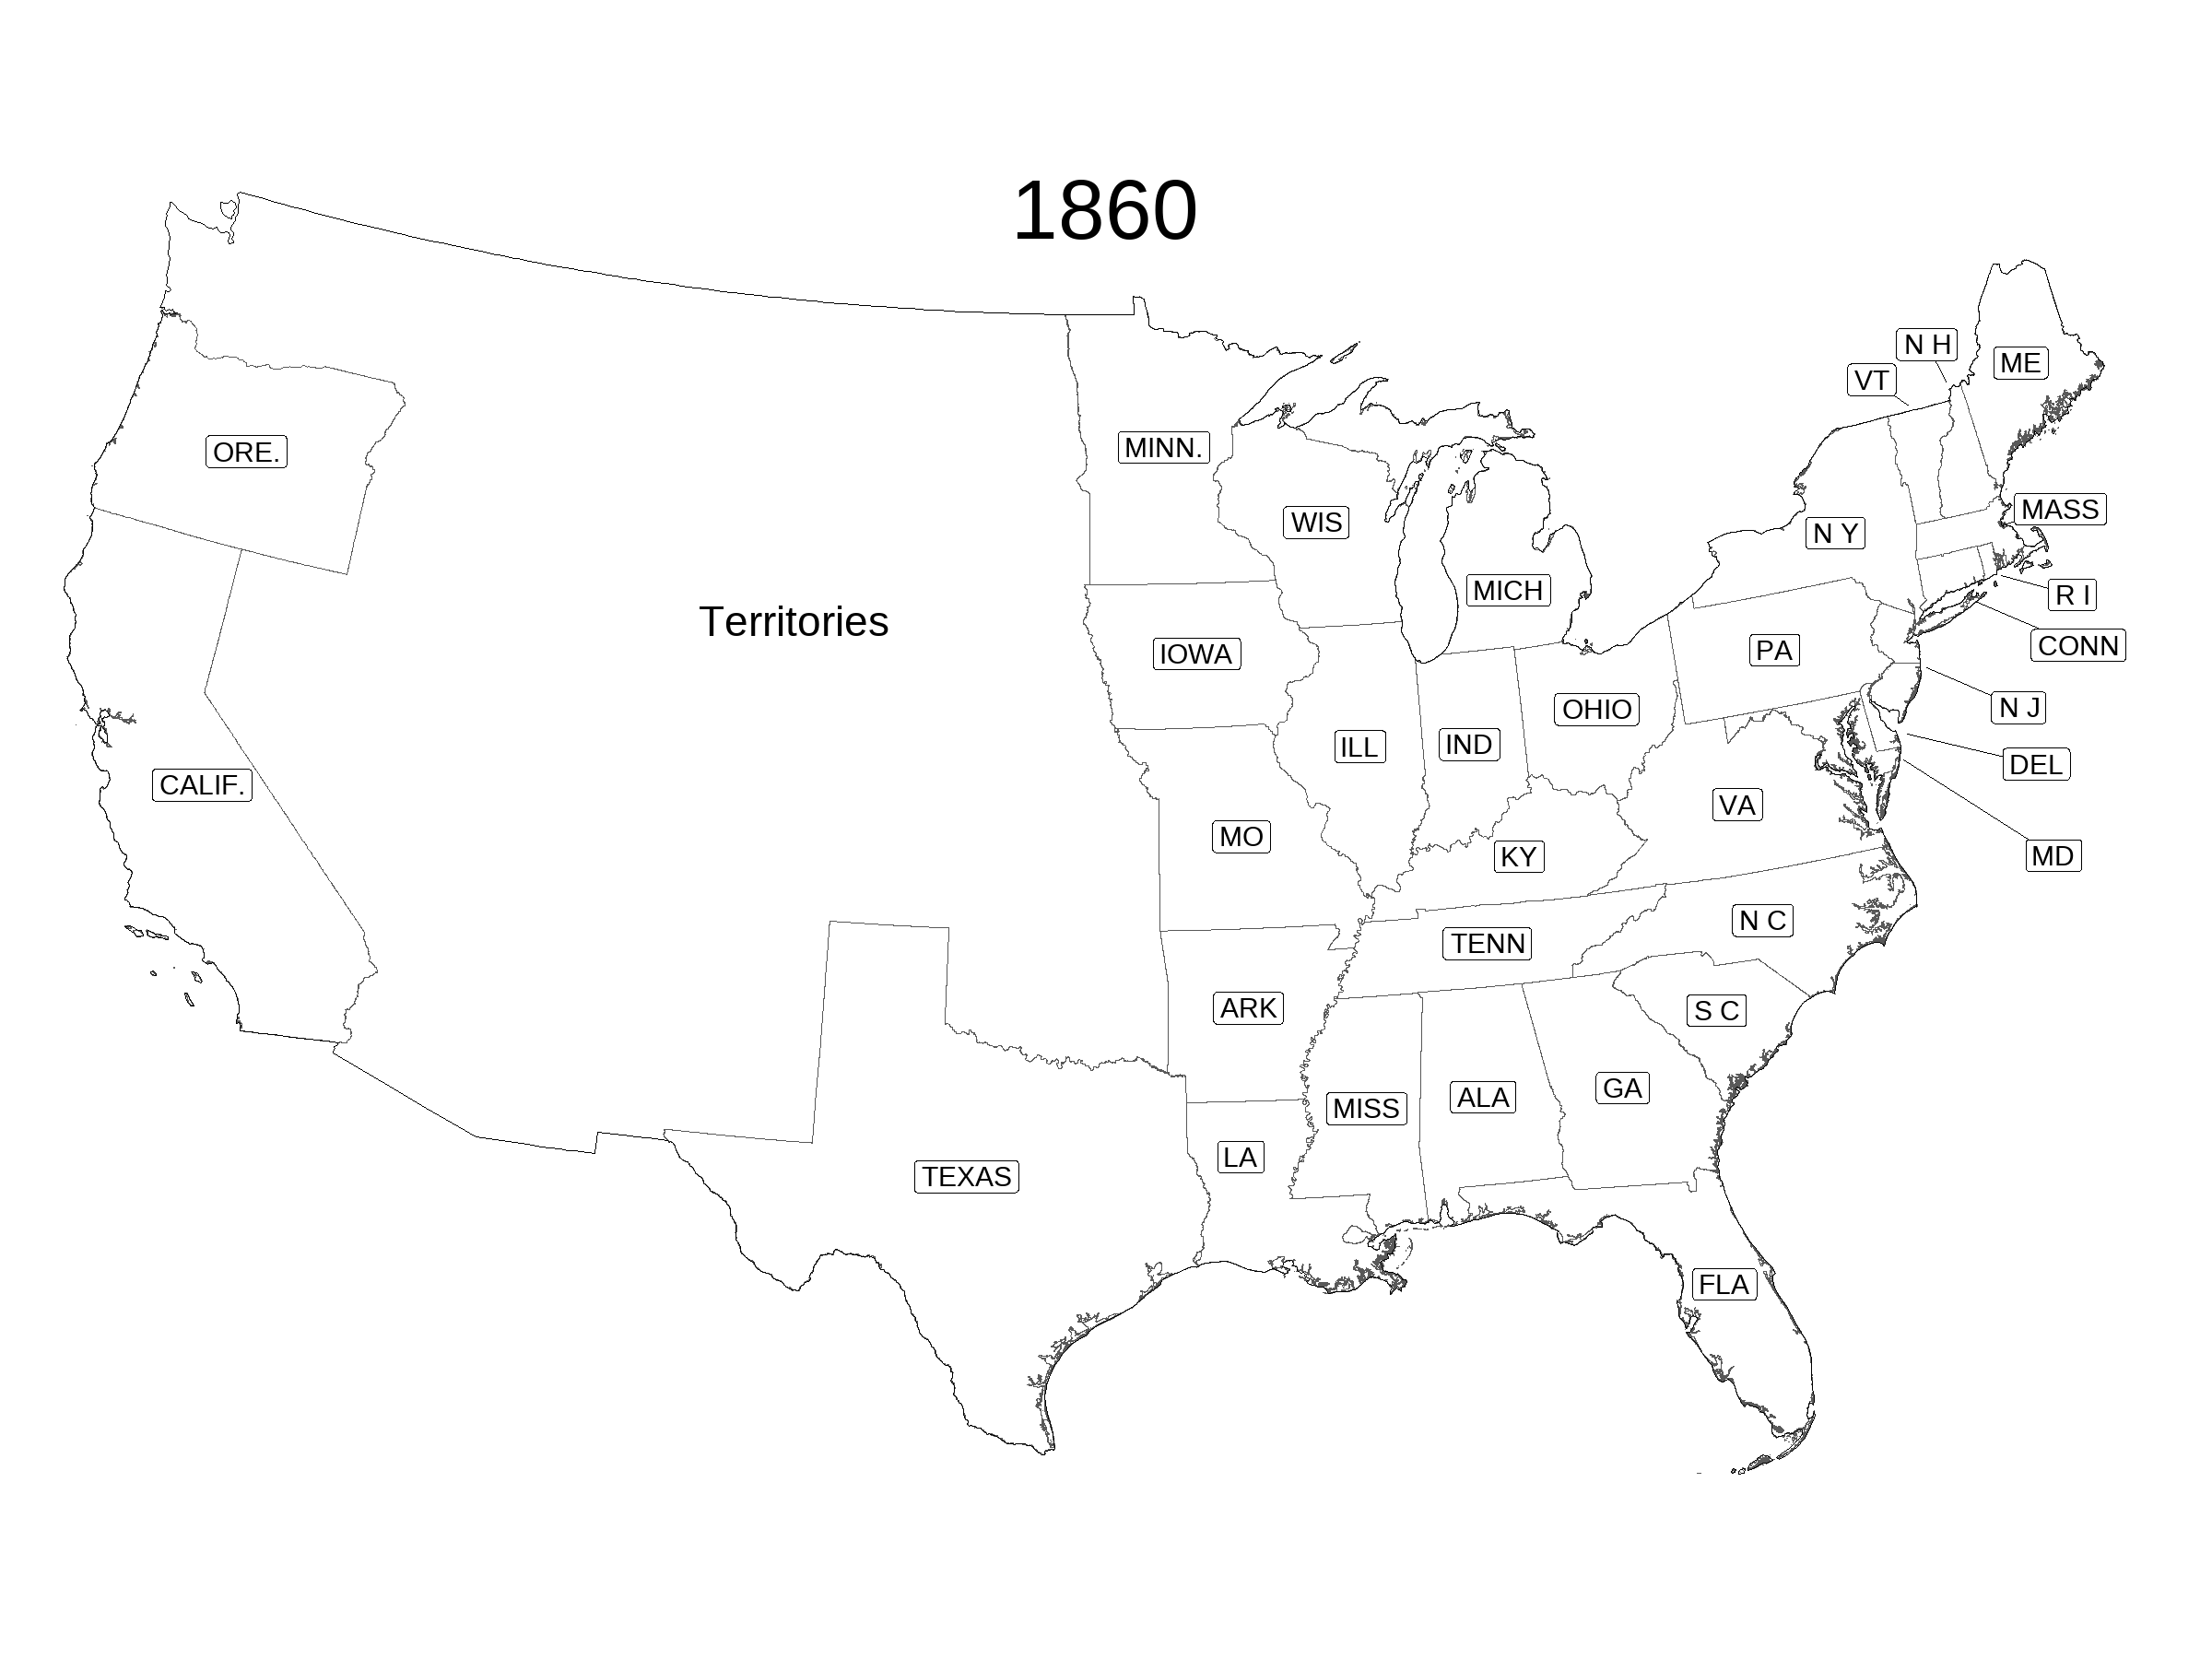 1860
N H
ME
VT
ORE.
MINN.
MASS
WIS
N Y
MICH
R I
Territories
CONN
IOWA
PA
N J
OHIO
ILL
IND
DEL
CALIF.
VA
MO
KY
MD
N C
TENN
ARK
S C
GA
ALA
MISS
LA
TEXAS
FLA